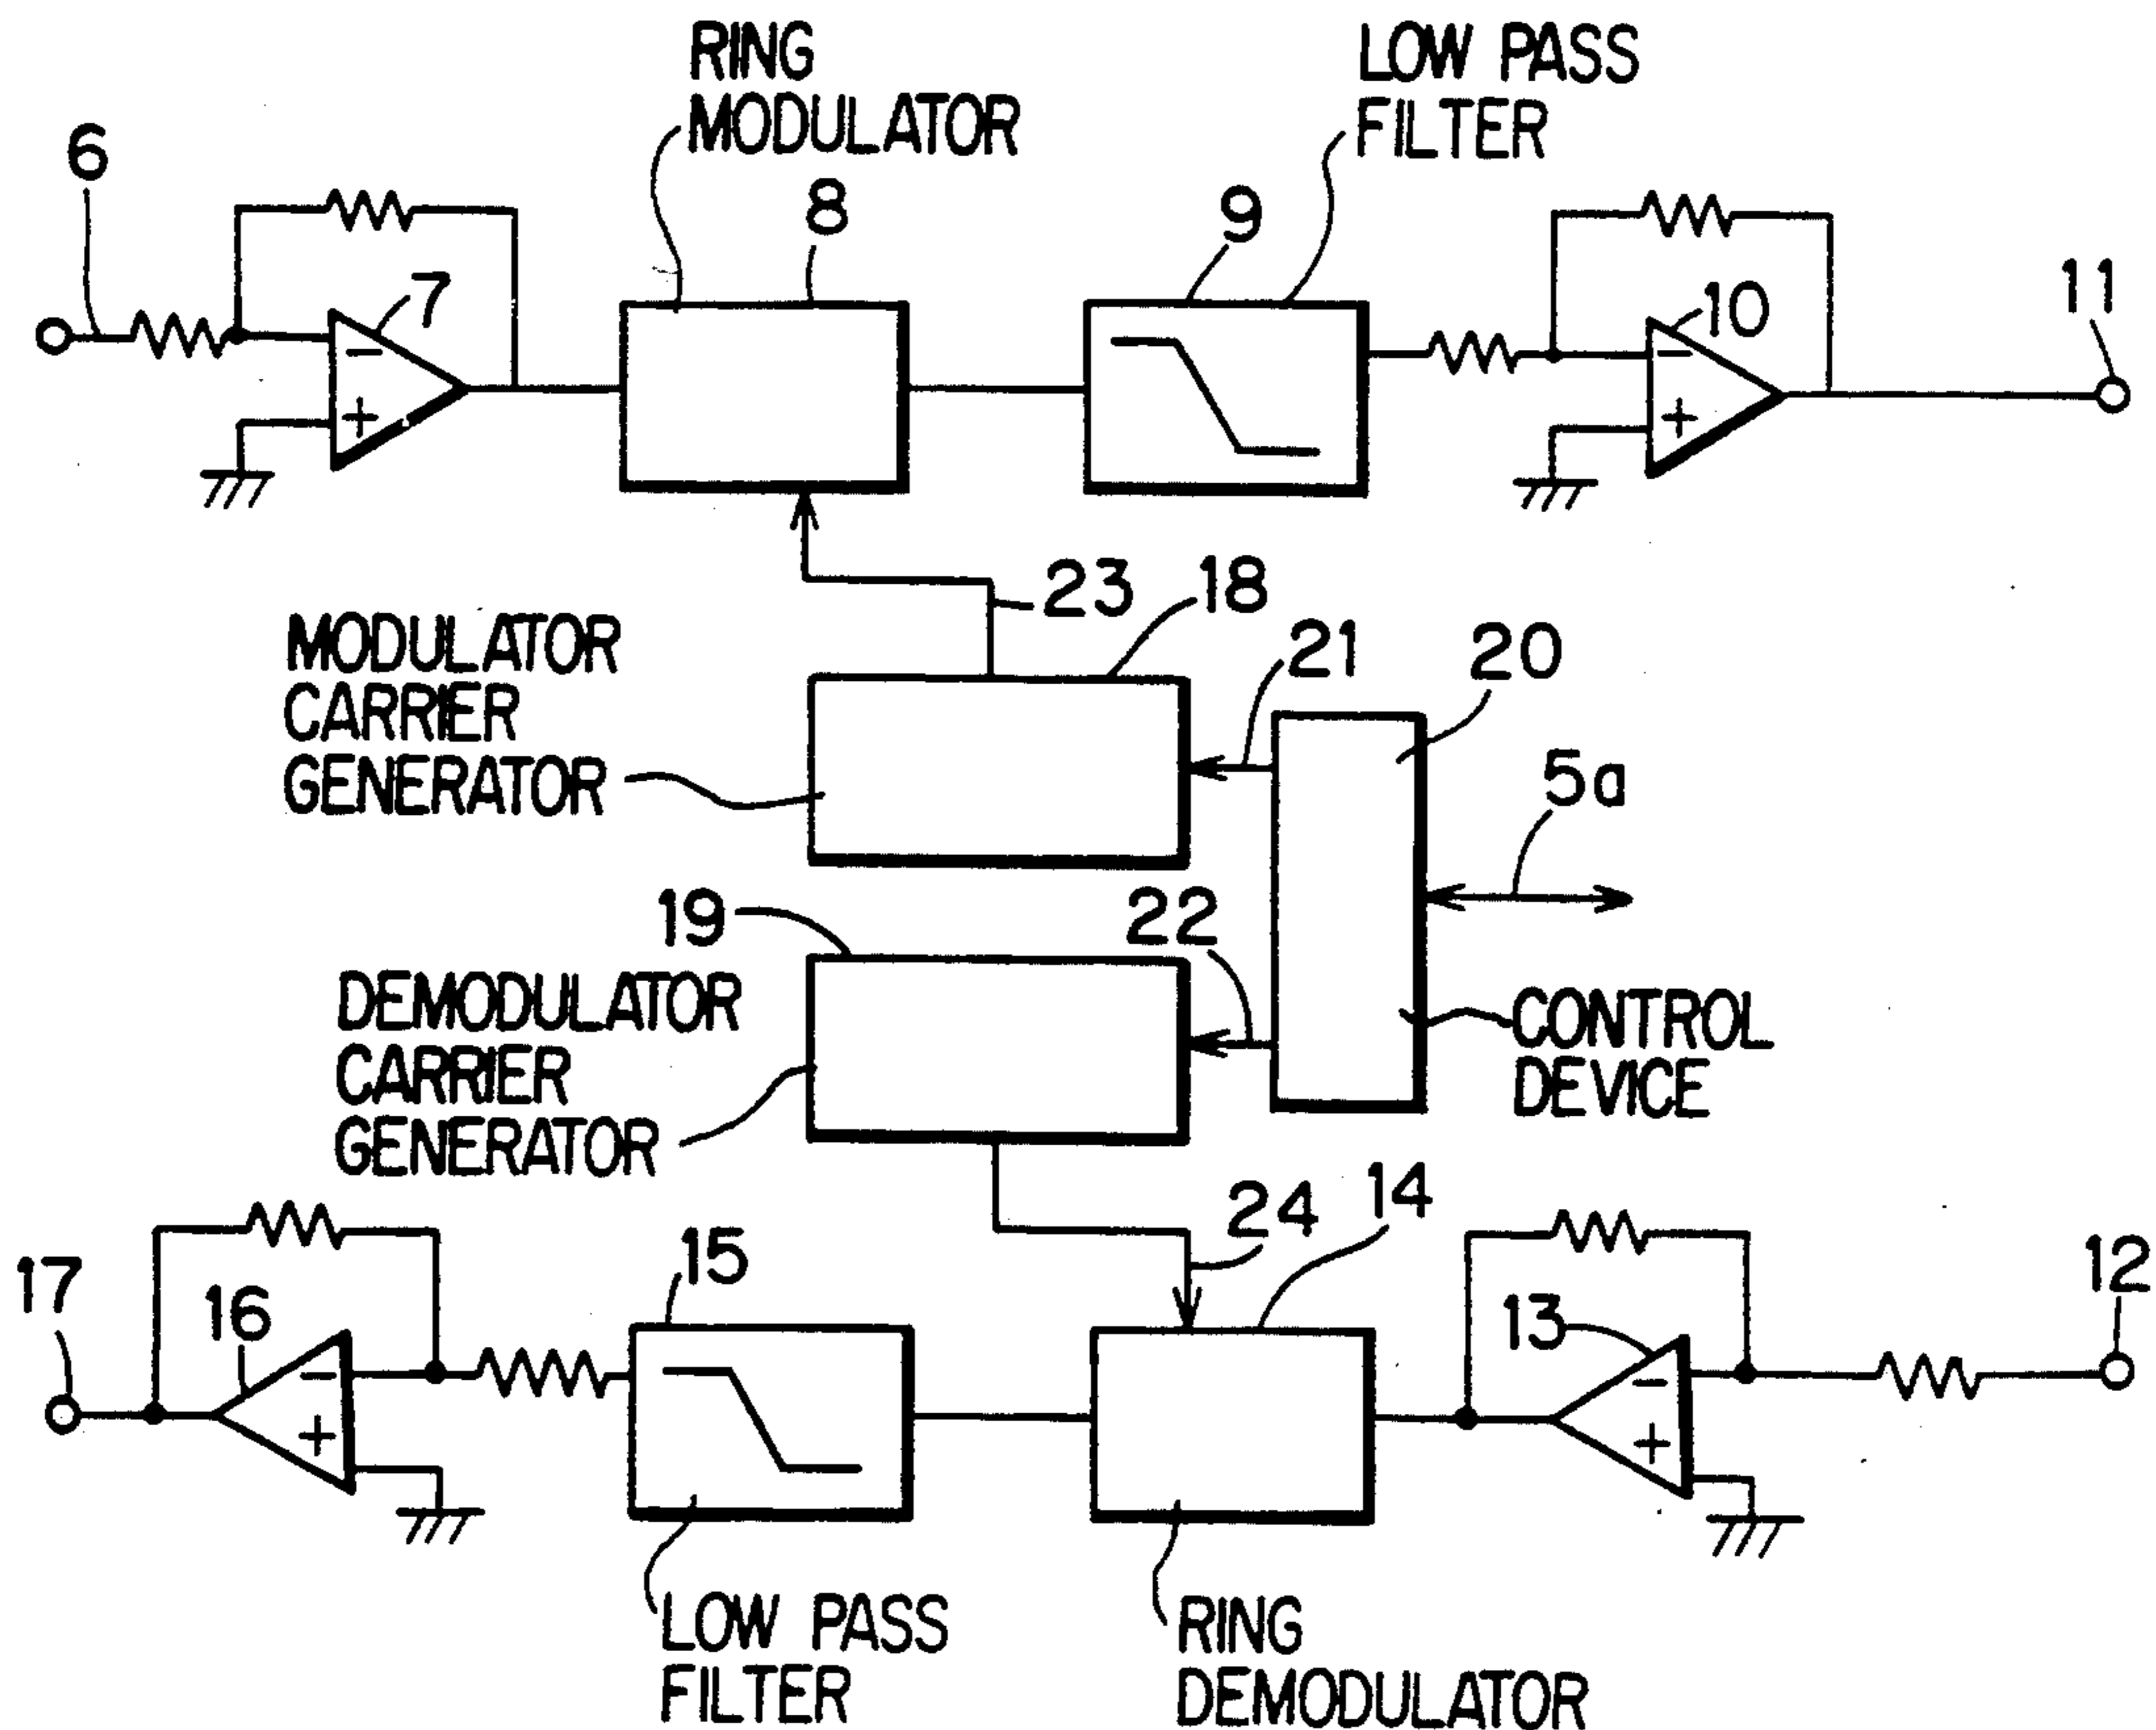 RING
MODULATOR
LOW PASS
FILTER
6
8
9
7
10
11
−
+
−
+
23
18
MODULATOR
CARRIER
GENERATOR
21
20
5a
19
22
DEMODULATOR
CARRIER
GENERATOR
CONTROL
DEVICE
24
14
15
17
16
13
12
−
+
−
+
LOW PASS
FILTER
RING
DEMODULATOR